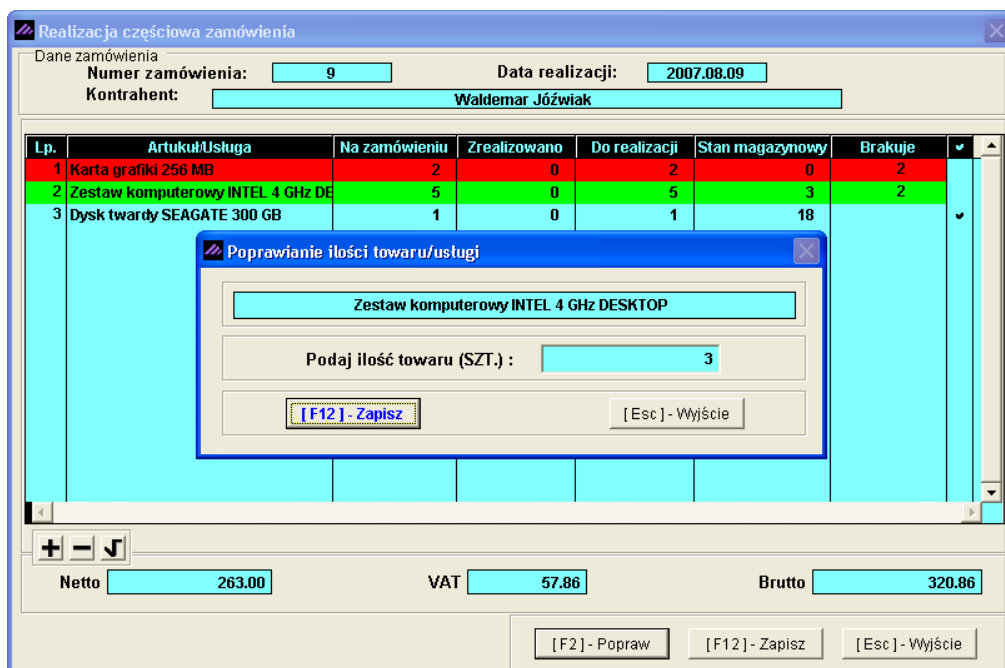 Realizacja częściowa zamówienia
Dane zamówienia
Numer zamówienia: 9 Data realizacji: 2007.08.09
Kontrahent: Waldemar Jóźwiak
Lp. Artukuł/Usługa Na zamówieniu Zrealizowano Do realizacji Stan magazynowy Brakuje
1 Karta grafiki 256 MB 2 0 2 0 2
2 Zestaw komputerowy INTEL 4 GHz DE 5 0 5 3 2
3 Dysk twardy SEAGATE 300 GB 1 0 1 18
Poprawianie ilości towaru/usługi
Zestaw komputerowy INTEL 4 GHz DESKTOP
Podaj ilość towaru (SZT.) : 3
[ F12 ] - Zapisz [ Esc ] - Wyjście
Netto 263.00 VAT 57.86 Brutto 320.86
[ F2 ] - Popraw [ F12 ] - Zapisz [ Esc ] - Wyjście